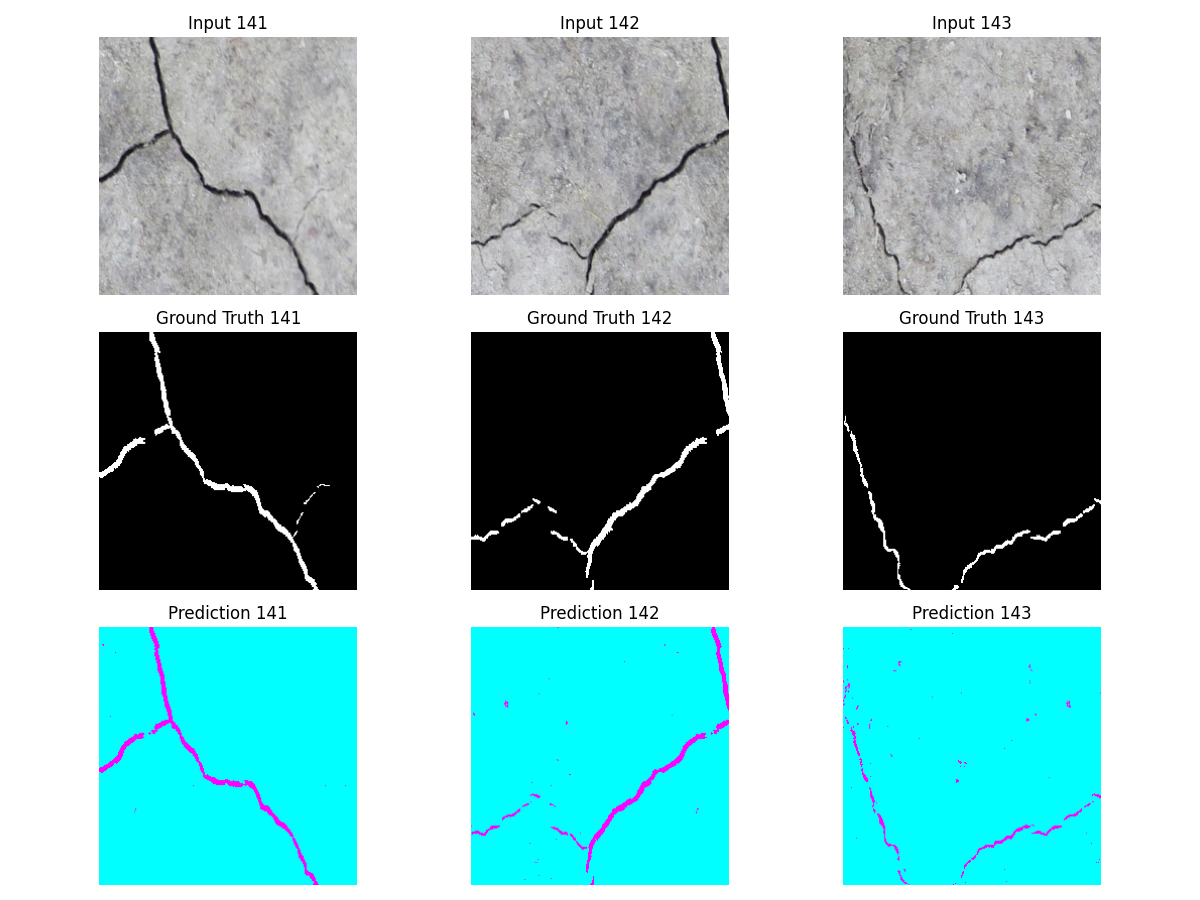 Input 141
Input 142
Input 143
Ground Truth 141
Ground Truth 142
Ground Truth 143
Prediction 141
Prediction 142
Prediction 143